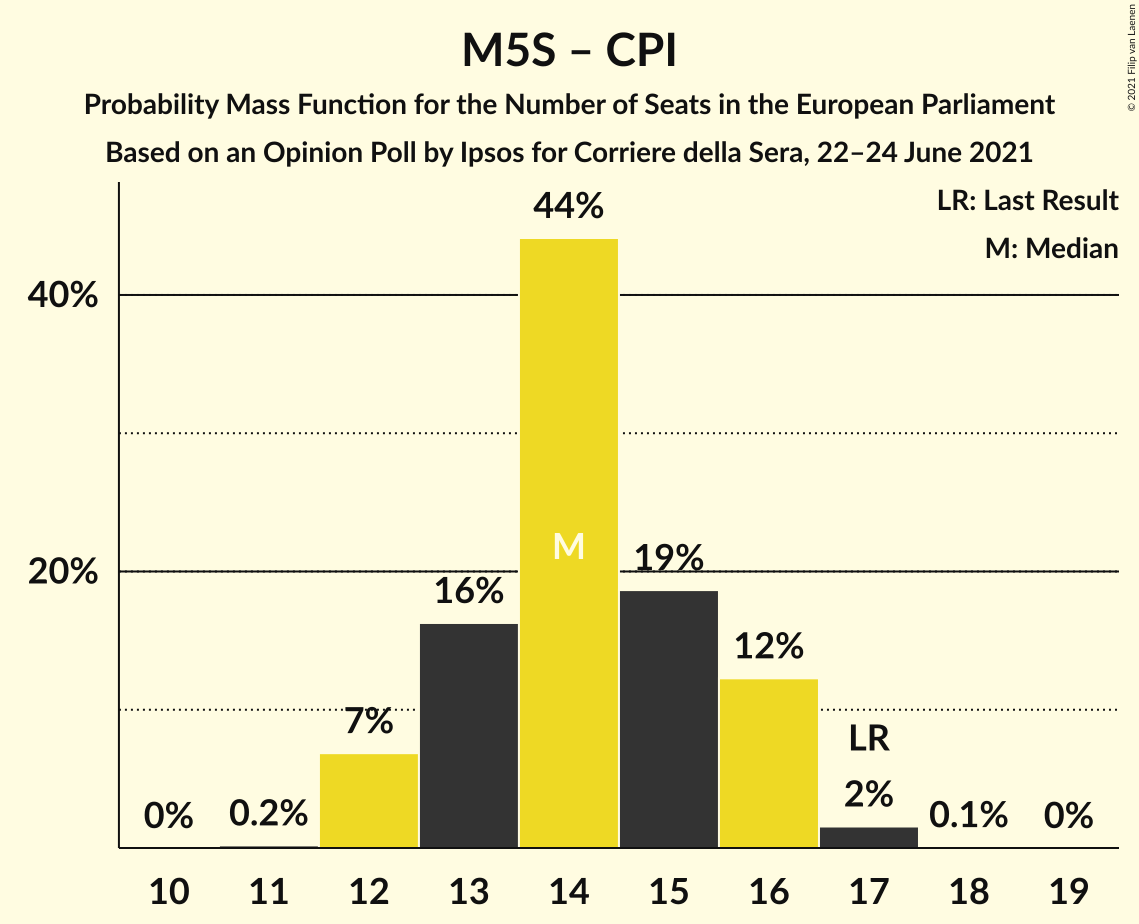 M5S – CPI
Probability Mass Function for the Number of Seats in the European Parliament
Based on an Opinion Poll by Ipsos for Corriere della Sera, 22–24 June 2021
© 2021 Filip van Laenen
LR: Last Result
M: Median
44%
40%
M
19%
20%
16%
12%
7%
LR
2%
0%
0.2%
0.1%
0%
10 11 12 13 14 15 16 17 18 19